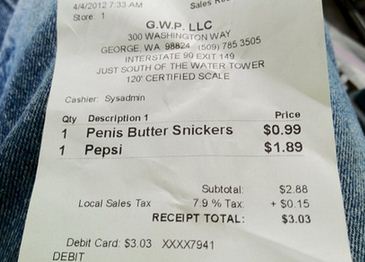 4/4/2012 7:33 AM Sales Re
Store: 1
G.W.P. LLC
300 WASHINGTON WAY
GEORGE, WA 98824 (509) 785 3505
INTERSTATE 90 EXIT 149
JUST SOUTH OF THE WATER TOWER
120' CERTIFIED SCALE
Cashier: Sysadmin
Qty Description 1 Price
1 Penis Butter Snickers $0.99
1 Pepsi $1.89
Subtotal: $2.88
Local Sales Tax 7.9 % Tax: + $0.15
RECEIPT TOTAL: $3.03
Debit Card: $3.03 XXXX7941
DEBIT